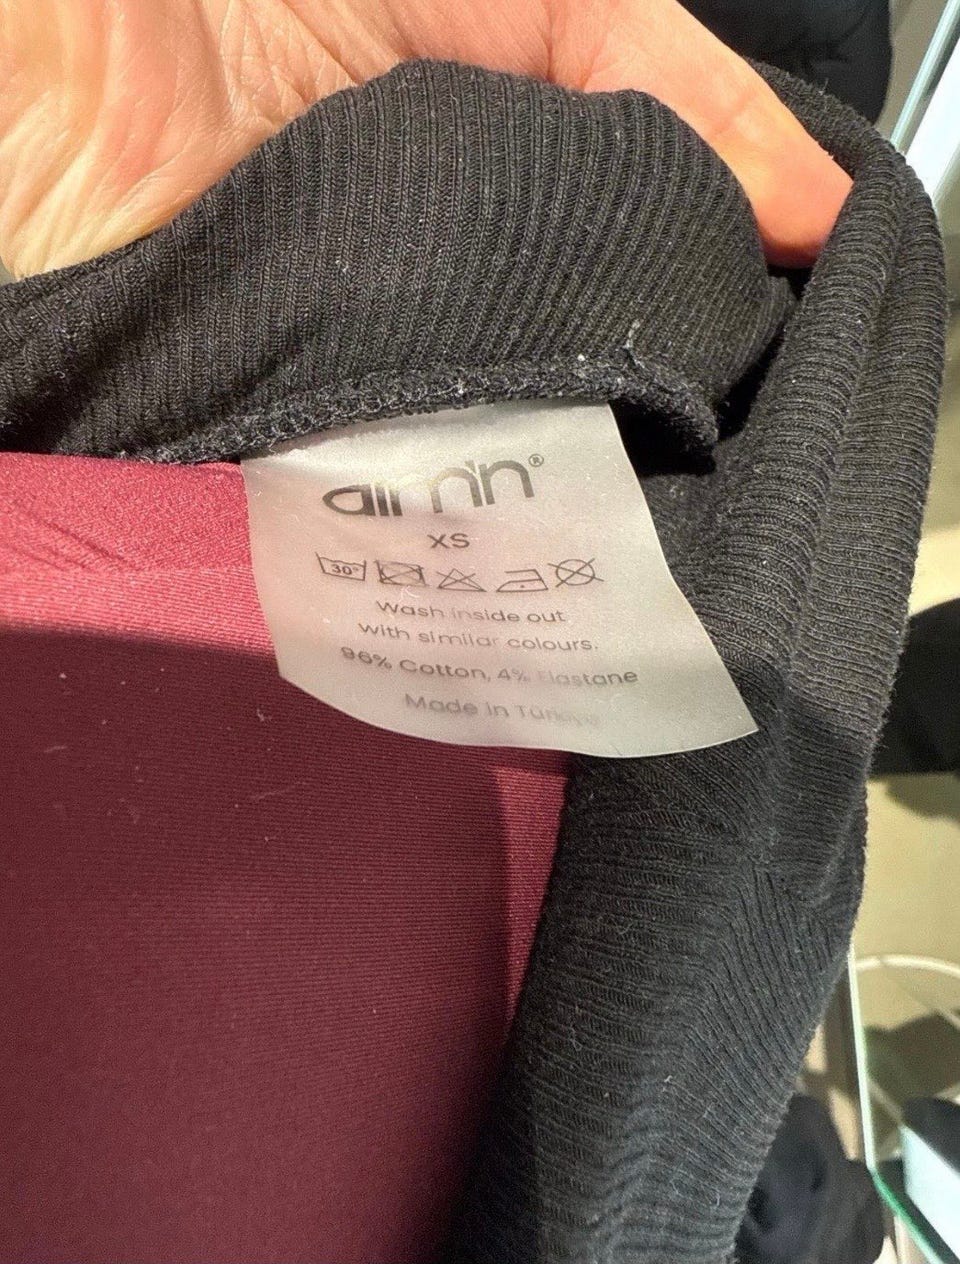 aim'n®
XS
30°
Wash inside out
with similar colours.
96% Cotton, 4% Elastane
Made in Türkiye